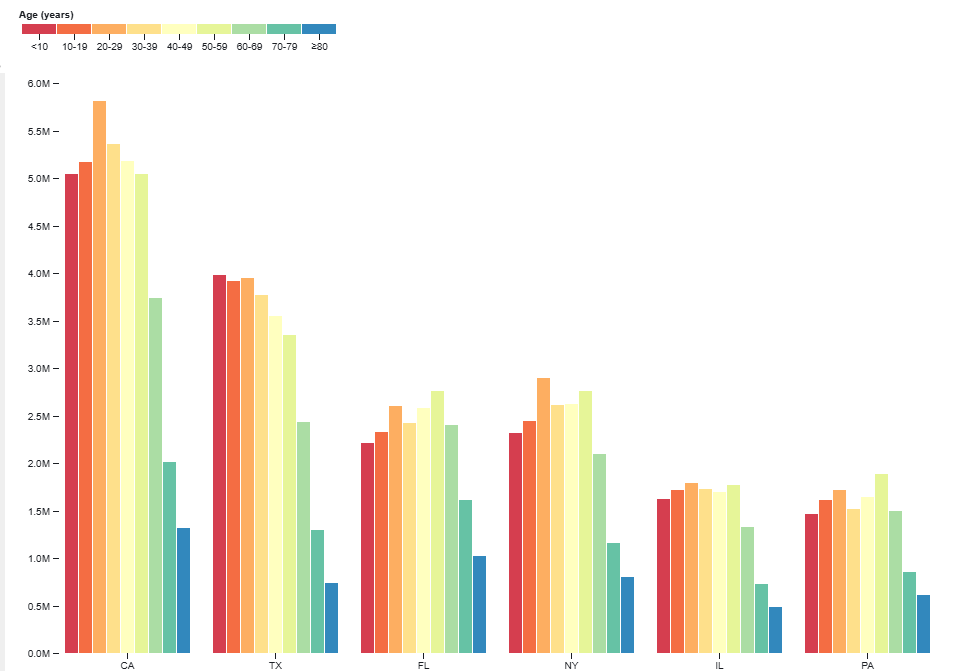 Age (years)
<10 10-19 20-29 30-39 40-49 50-59 60-69 70-79 ≥80
6.0M
5.5M
5.0M
4.5M
4.0M
3.5M
3.0M
2.5M
2.0M
1.5M
1.0M
0.5M
0.0M
CA TX FL NY IL PA